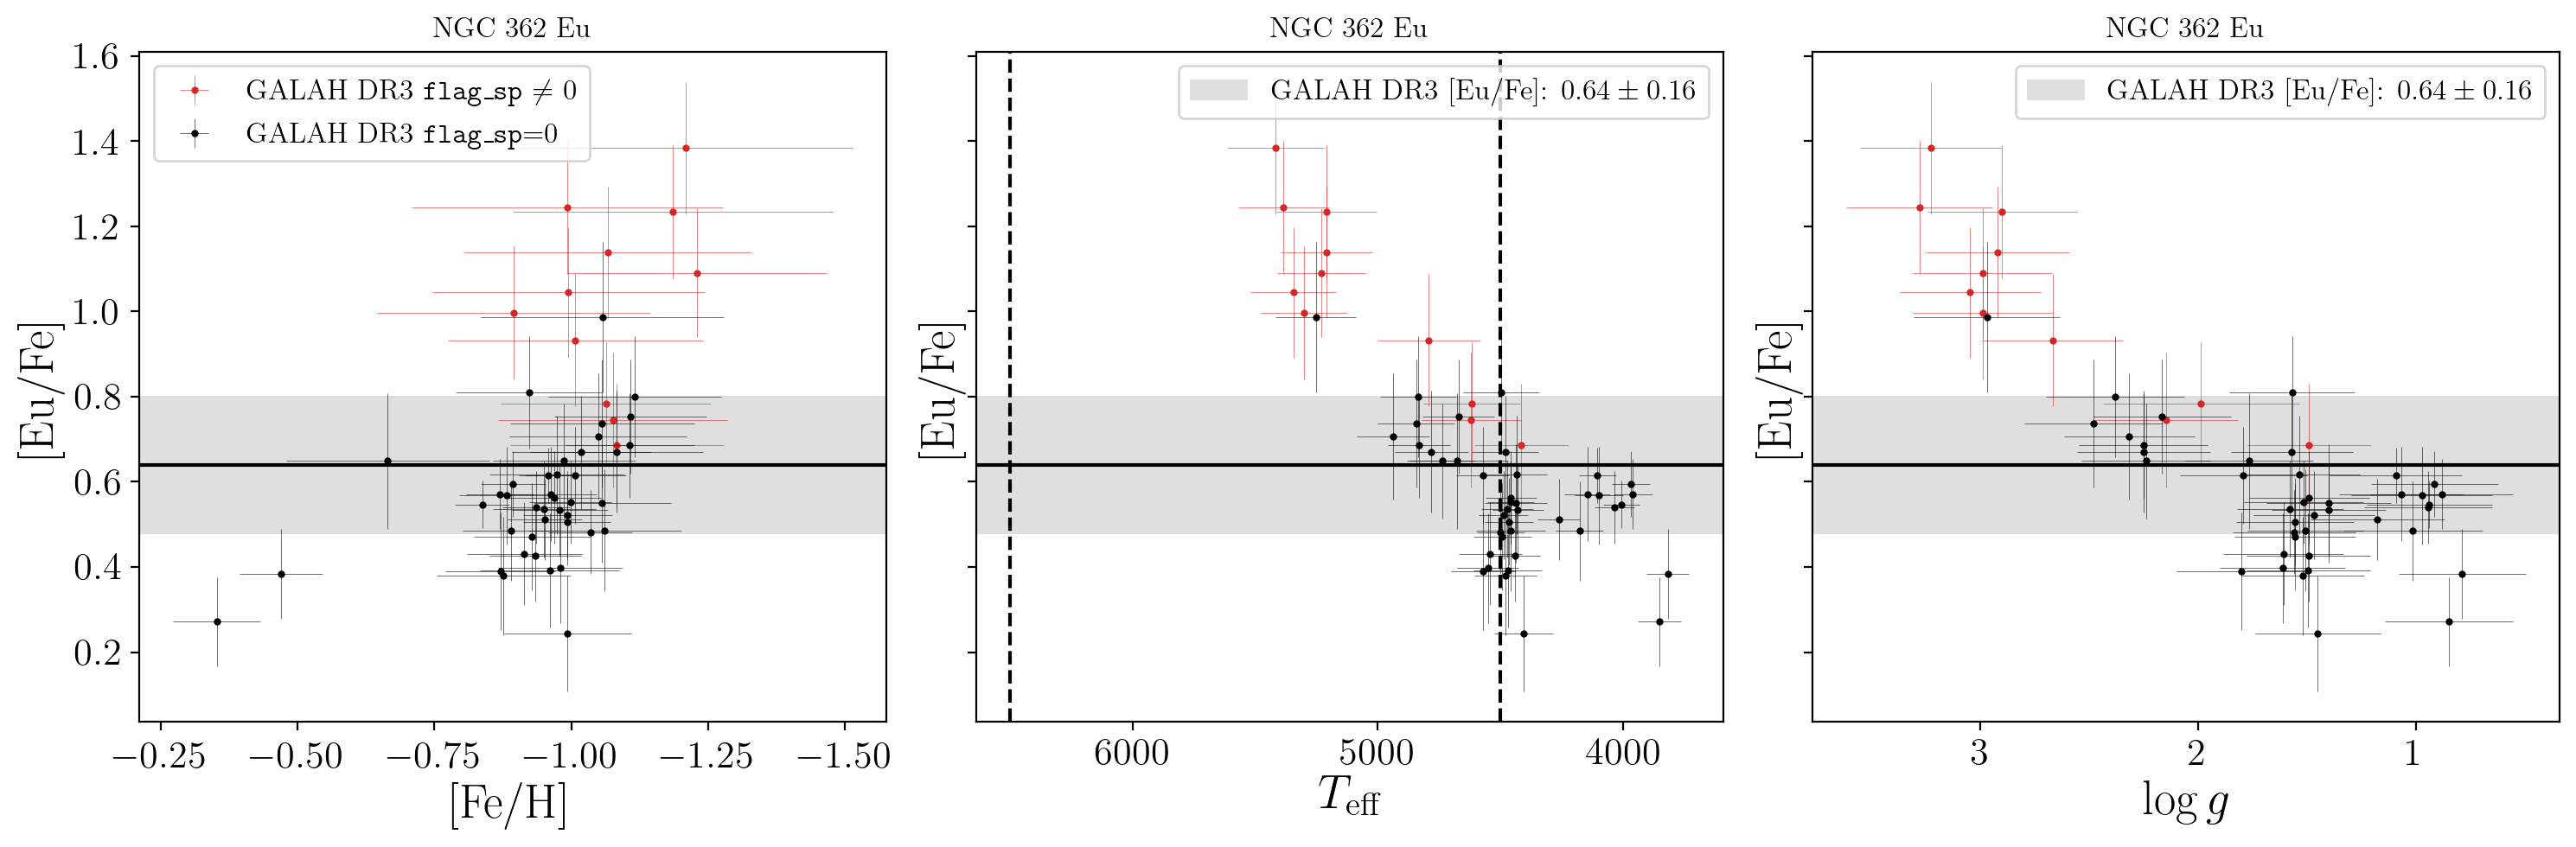 NGC 362 Eu
GALAH DR3 flag_sp ≠ 0
GALAH DR3 flag_sp=0
1.6
1.4
1.2
1.0
0.8
0.6
0.4
0.2
[Eu/Fe]
−0.25 −0.50 −0.75 −1.00 −1.25 −1.50
[Fe/H]
NGC 362 Eu
GALAH DR3 [Eu/Fe]: 0.64 ± 0.16
[Eu/Fe]
6000 5000 4000
T_eff
NGC 362 Eu
GALAH DR3 [Eu/Fe]: 0.64 ± 0.16
[Eu/Fe]
3 2 1
log g